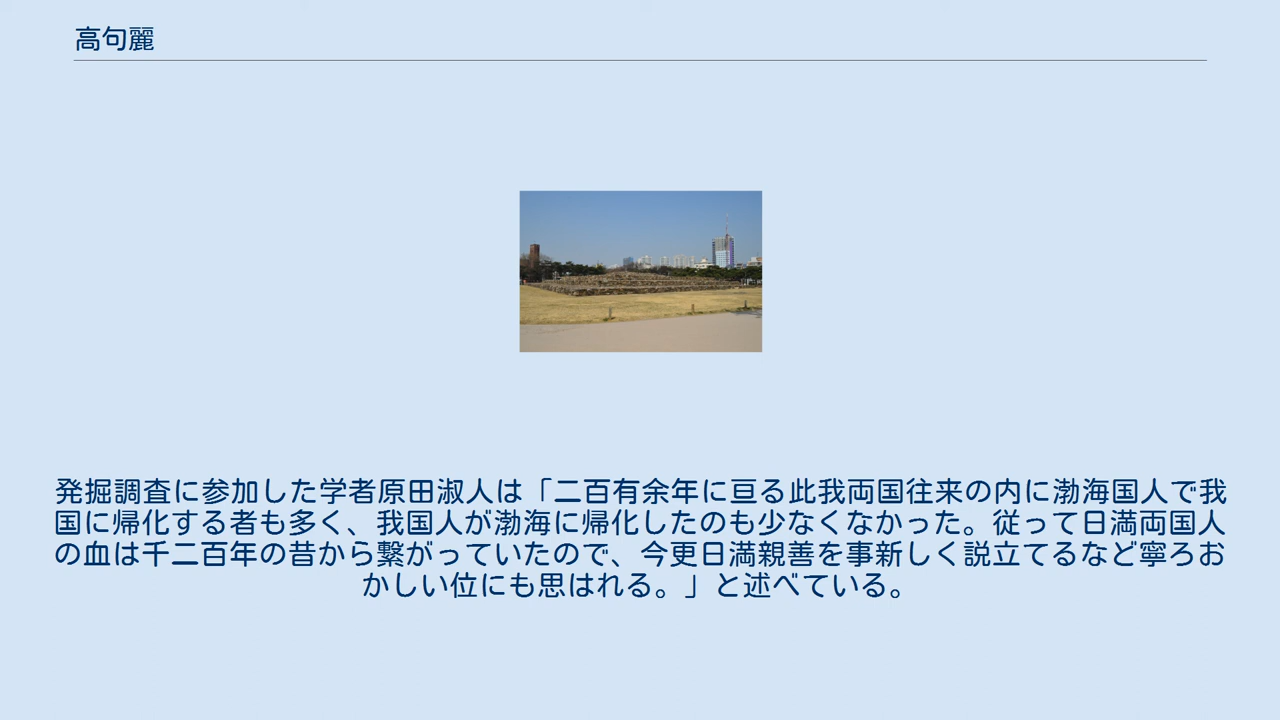 高句麗
発掘調査に参加した学者原田淑人は「二百有余年に亘る此我両国往来の内に渤海国人で我
国に帰化する者も多く、我国人が渤海に帰化したのも少なくなかった。従って日満両国人
の血は千二百年の昔から繋がっていたので、今更日満親善を事新しく説立てるなど寧ろお
かしい位にも思はれる。」と述べている。